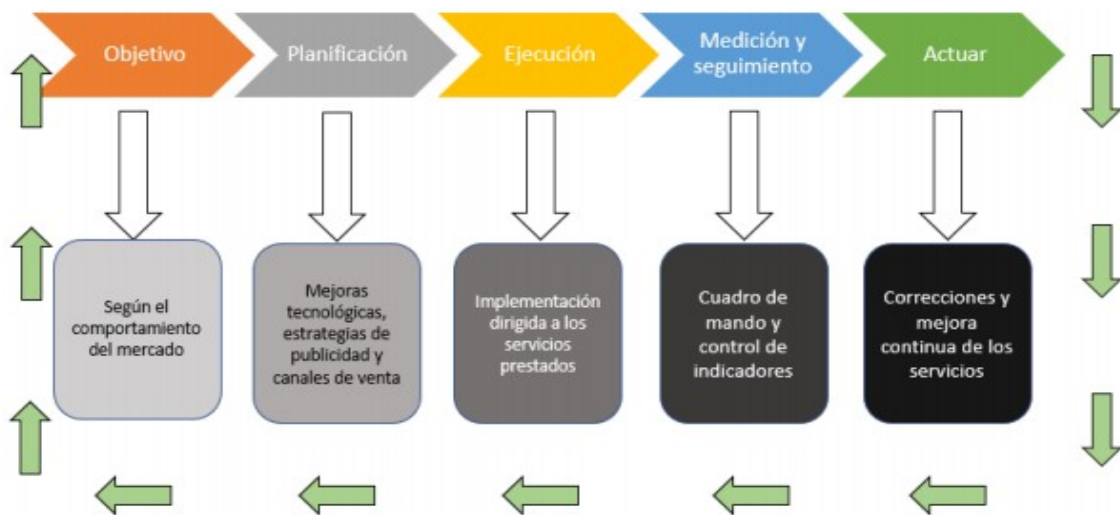 Objetivo
Planificación
Ejecución
Medición y
seguimiento
Actuar
Según el
comportamiento
del mercado
Mejoras
tecnológicas,
estrategias de
publicidad y
canales de venta
Implementación
dirigida a los
servicios
prestados
Cuadro de
mando y
control de
indicadores
Correcciones y
mejora
continua de los
servicios